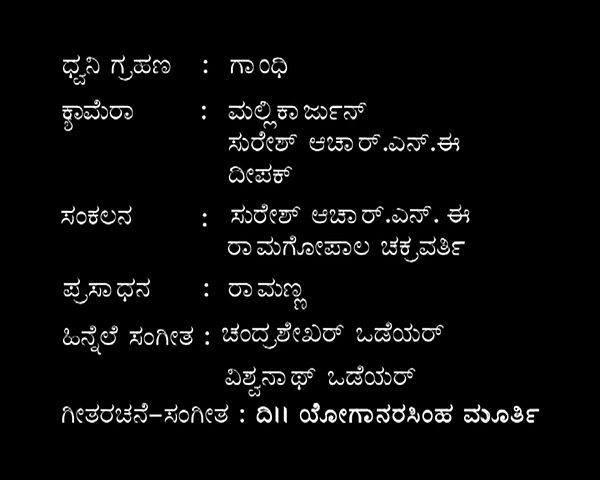 ಧ್ವನಿ ಗ್ರಹಣ : ಗಾಂಧಿ
ಕ್ಯಾಮೆರಾ : ಮಲ್ಲಿಕಾರ್ಜುನ್
ಸುರೇಶ್ ಆಚಾರ್.ಎನ್.ಈ
ದೀಪಕ್
ಸಂಕಲನ : ಸುರೇಶ್ ಆಚಾರ್.ಎನ್. ಈ
ರಾಮಗೋಪಾಲ ಚಕ್ರವರ್ತಿ
ಪ್ರಸಾಧನ : ರಾಮಣ್ಣ
ಹಿನ್ನೆಲೆ ಸಂಗೀತ : ಚಂದ್ರಶೇಖರ್ ಒಡೆಯರ್
ವಿಶ್ವನಾಥ್ ಒಡೆಯರ್
ಗೀತರಚನೆ-ಸಂಗೀತ : ದಿ॥ ಯೋಗಾನರಸಿಂಹ ಮೂರ್ತಿ